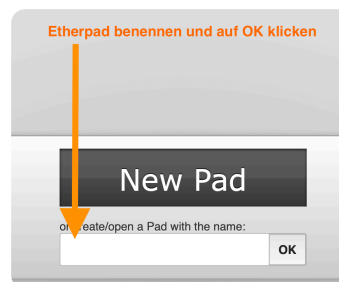 Etherpad benennen und auf OK klicken
New Pad
or create/open a Pad with the name:
OK